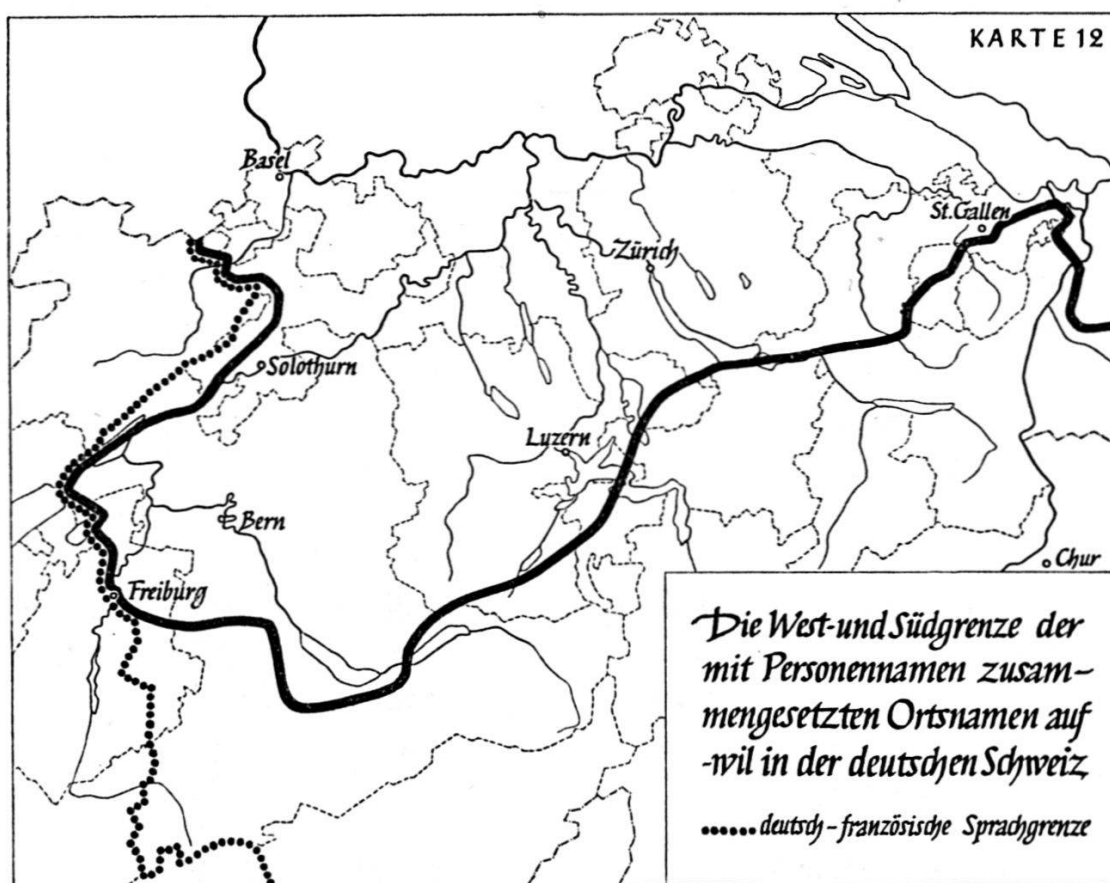 KARTE 12
Basel
St. Gallen
Zürich
Solothurn
Luzern
Bern
Chur
Freiburg
Die West- und Südgrenze der
mit Personennamen zusam-
mengesetzten Ortsnamen auf
-wil in der deutschen Schweiz
deutsch-französische Sprachgrenze